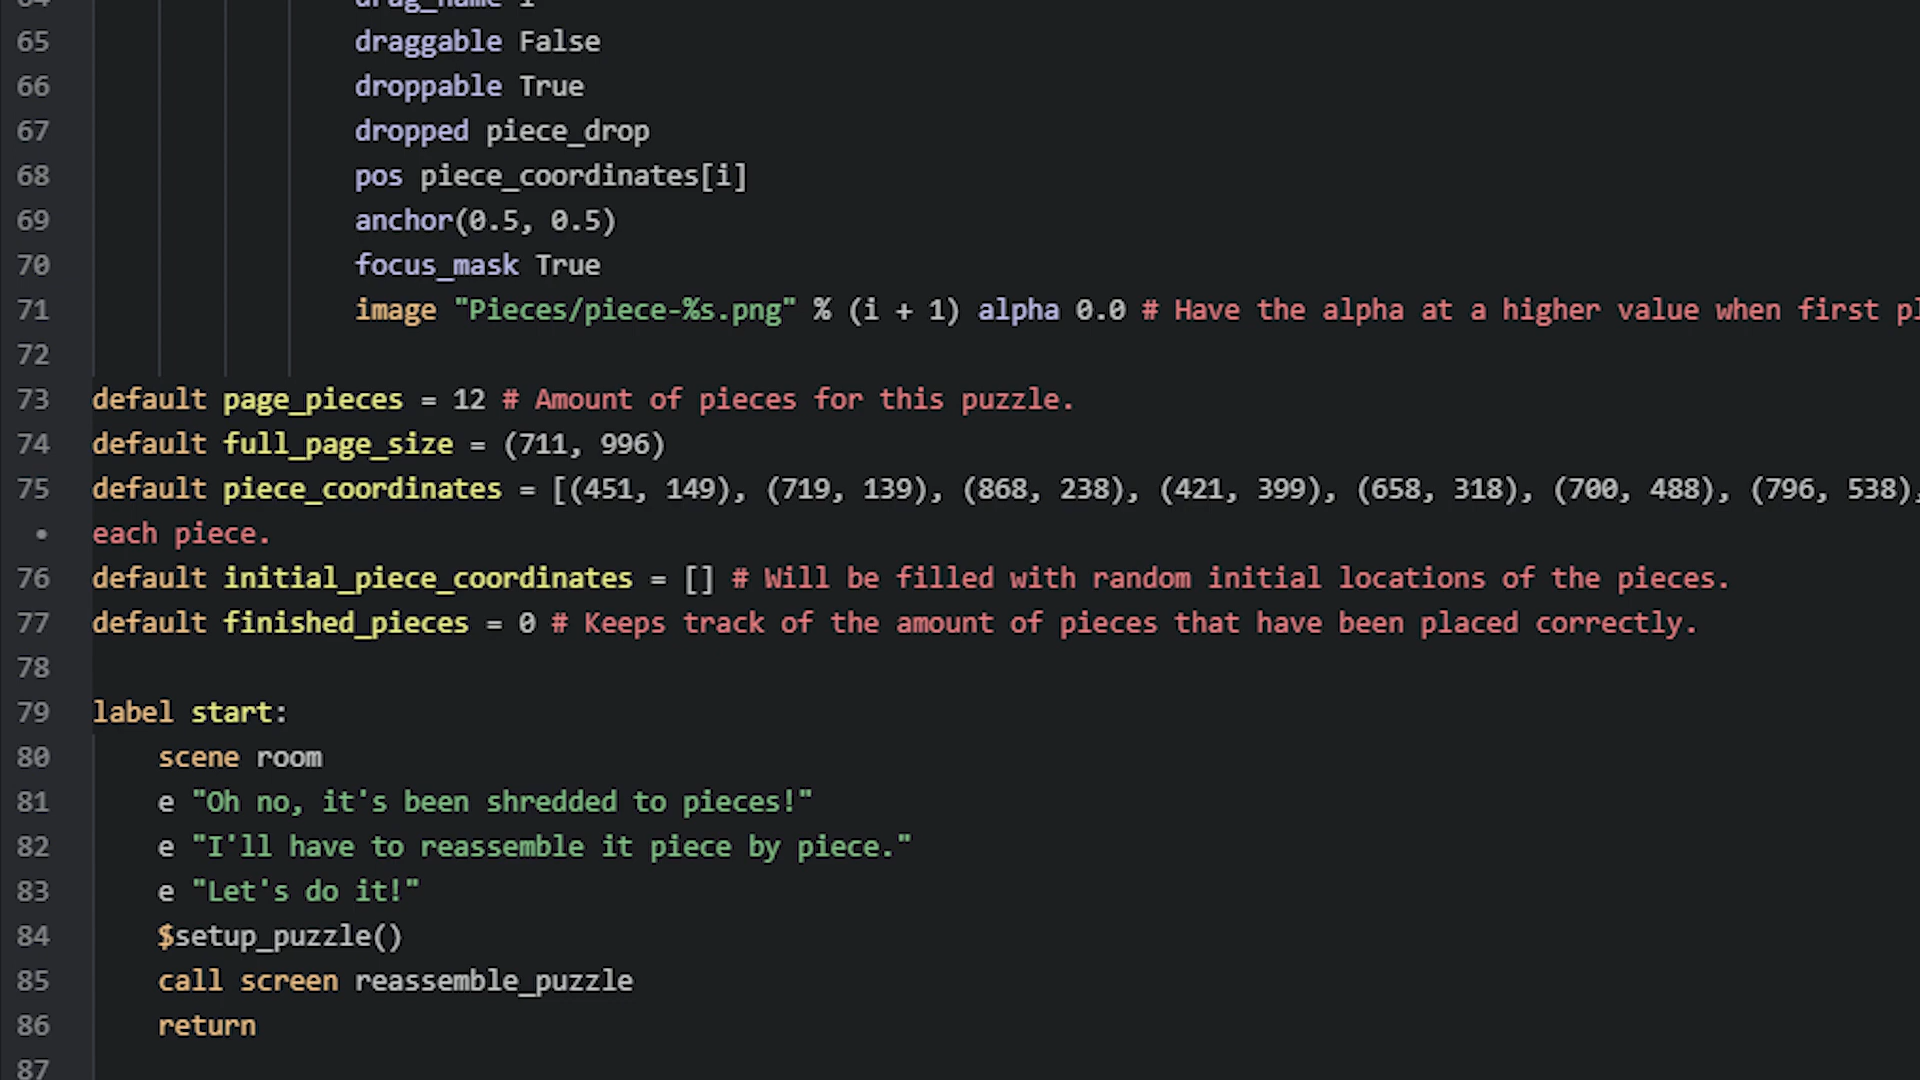 64 drag_name i
65 draggable False
66 droppable True
67 dropped piece_drop
68 pos piece_coordinates[i]
69 anchor(0.5, 0.5)
70 focus_mask True
71 image "Pieces/piece-%s.png" % (i + 1) alpha 0.0 # Have the alpha at a higher value when first pl
72
73 default page_pieces = 12 # Amount of pieces for this puzzle.
74 default full_page_size = (711, 996)
75 default piece_coordinates = [(451, 149), (719, 139), (868, 238), (421, 399), (658, 318), (700, 488), (796, 538),
• each piece.
76 default initial_piece_coordinates = [] # Will be filled with random initial locations of the pieces.
77 default finished_pieces = 0 # Keeps track of the amount of pieces that have been placed correctly.
78
79 label start:
80 scene room
81 e "Oh no, it's been shredded to pieces!"
82 e "I'll have to reassemble it piece by piece."
83 e "Let's do it!"
84 $setup_puzzle()
85 call screen reassemble_puzzle
86 return
87